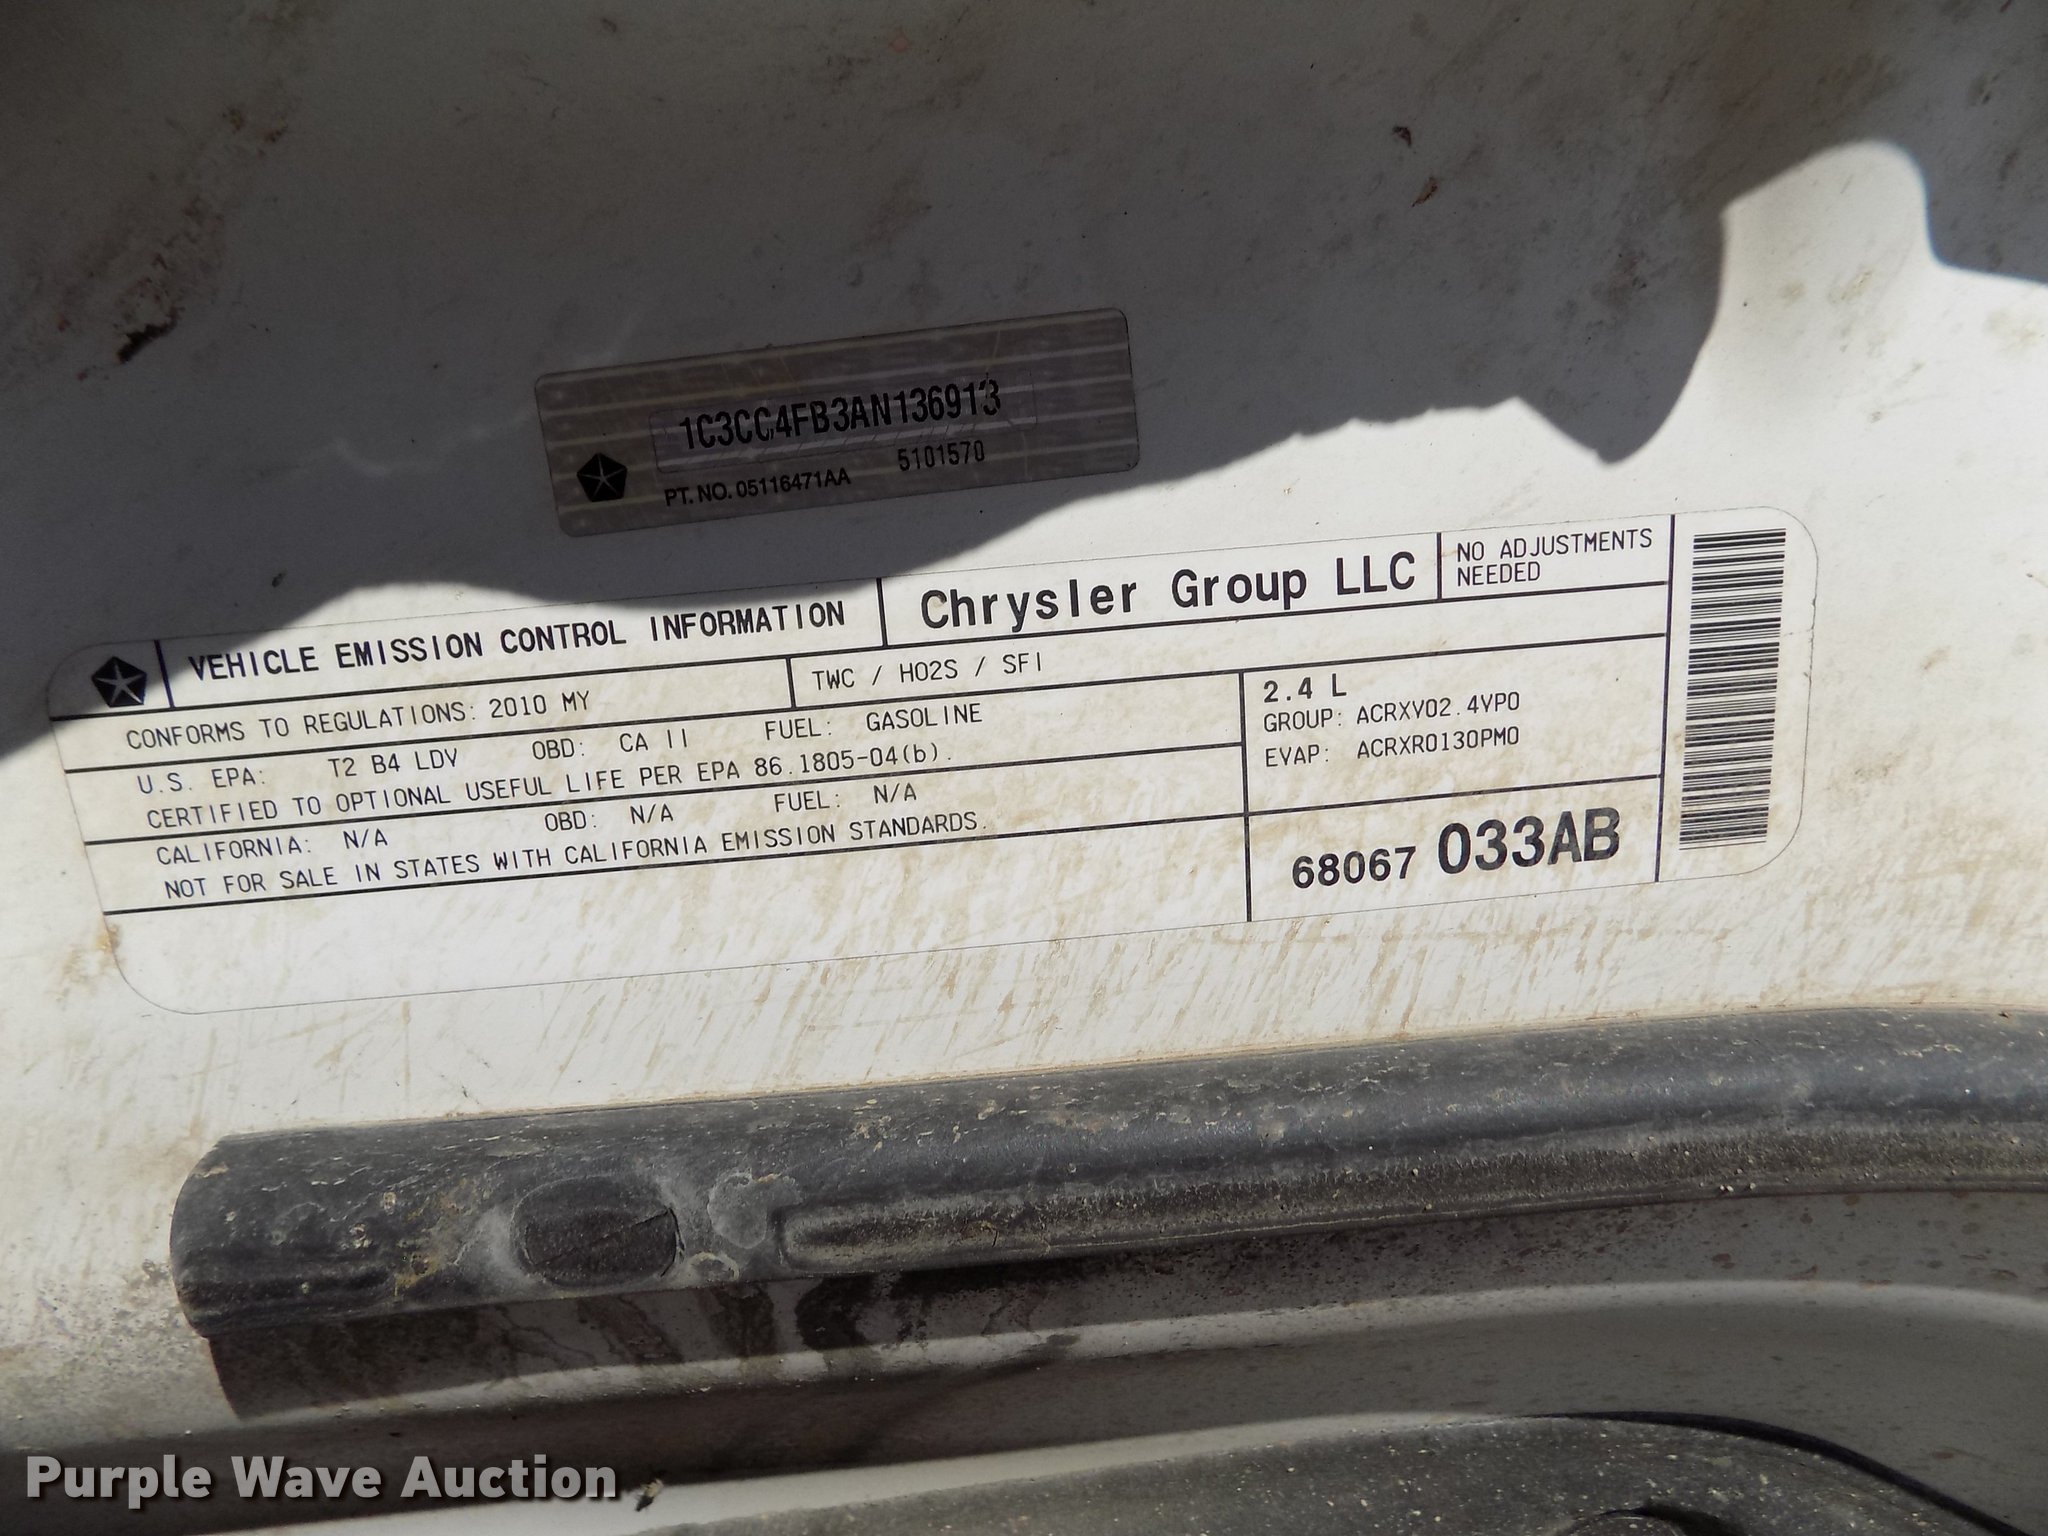 1C3CC4FB3AN136913
PT. NO. 05116471AA 5101570
VEHICLE EMISSION CONTROL INFORMATION
Chrysler Group LLC
NO ADJUSTMENTS
NEEDED
CONFORMS TO REGULATIONS: 2010 MY
TWC / HO2S / SFI
U.S. EPA: T2 B4 LDV OBD: CA II FUEL: GASOLINE
CERTIFIED TO OPTIONAL USEFUL LIFE PER EPA 86.1805-04(b).
CALIFORNIA: N/A OBD: N/A FUEL: N/A
NOT FOR SALE IN STATES WITH CALIFORNIA EMISSION STANDARDS.
2.4 L
GROUP: ACRXV02.4VP0
EVAP: ACRXR0130PM0
68067 033AB
Purple Wave Auction